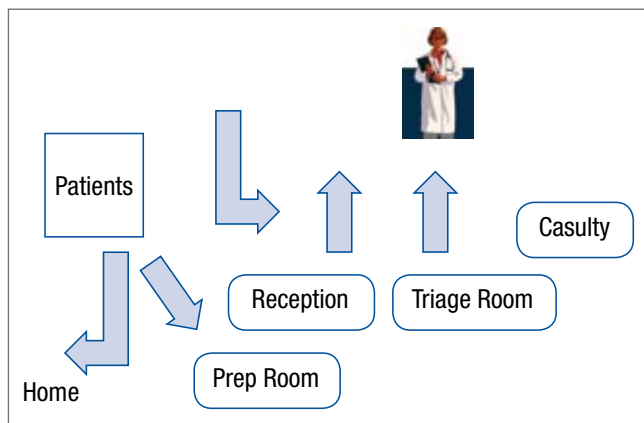 Patients
Casulty
Reception
Triage Room
Prep Room
Home